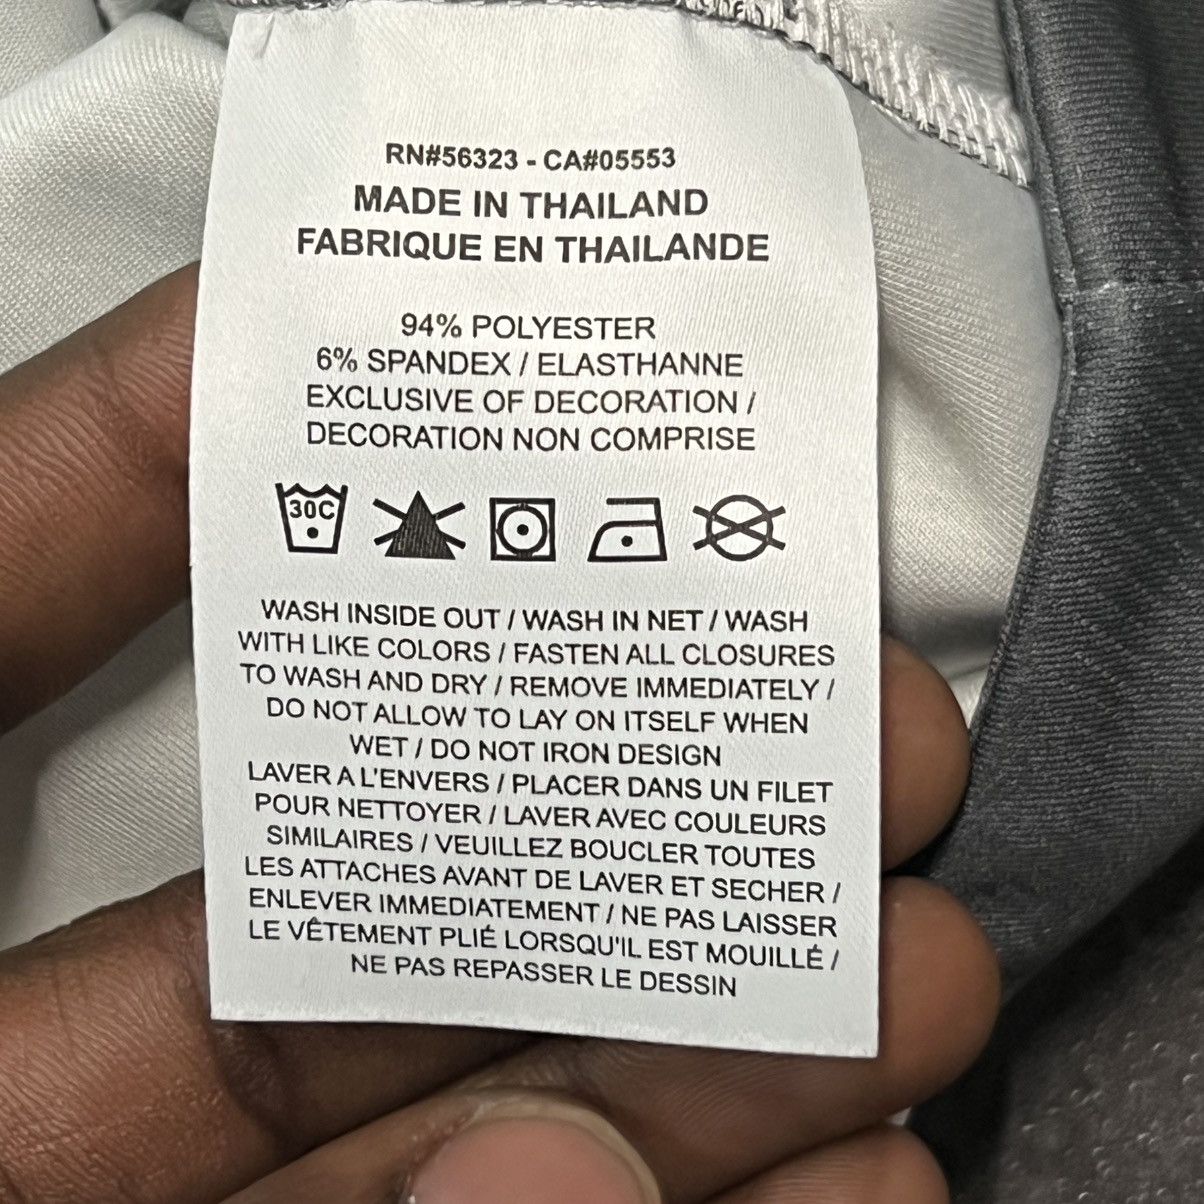 RN#56323 - CA#05553
MADE IN THAILAND
FABRIQUE EN THAILANDE
94% POLYESTER
6% SPANDEX / ELASTHANNE
EXCLUSIVE OF DECORATION /
DECORATION NON COMPRISE
30C
WASH INSIDE OUT / WASH IN NET / WASH
WITH LIKE COLORS / FASTEN ALL CLOSURES
TO WASH AND DRY / REMOVE IMMEDIATELY /
DO NOT ALLOW TO LAY ON ITSELF WHEN
WET / DO NOT IRON DESIGN
LAVER A L'ENVERS / PLACER DANS UN FILET
POUR NETTOYER / LAVER AVEC COULEURS
SIMILAIRES / VEUILLEZ BOUCLER TOUTES
LES ATTACHES AVANT DE LAVER ET SECHER /
ENLEVER IMMEDIATEMENT / NE PAS LAISSER
LE VÊTEMENT PLIÉ LORSQU'IL EST MOUILLÉ /
NE PAS REPASSER LE DESSIN